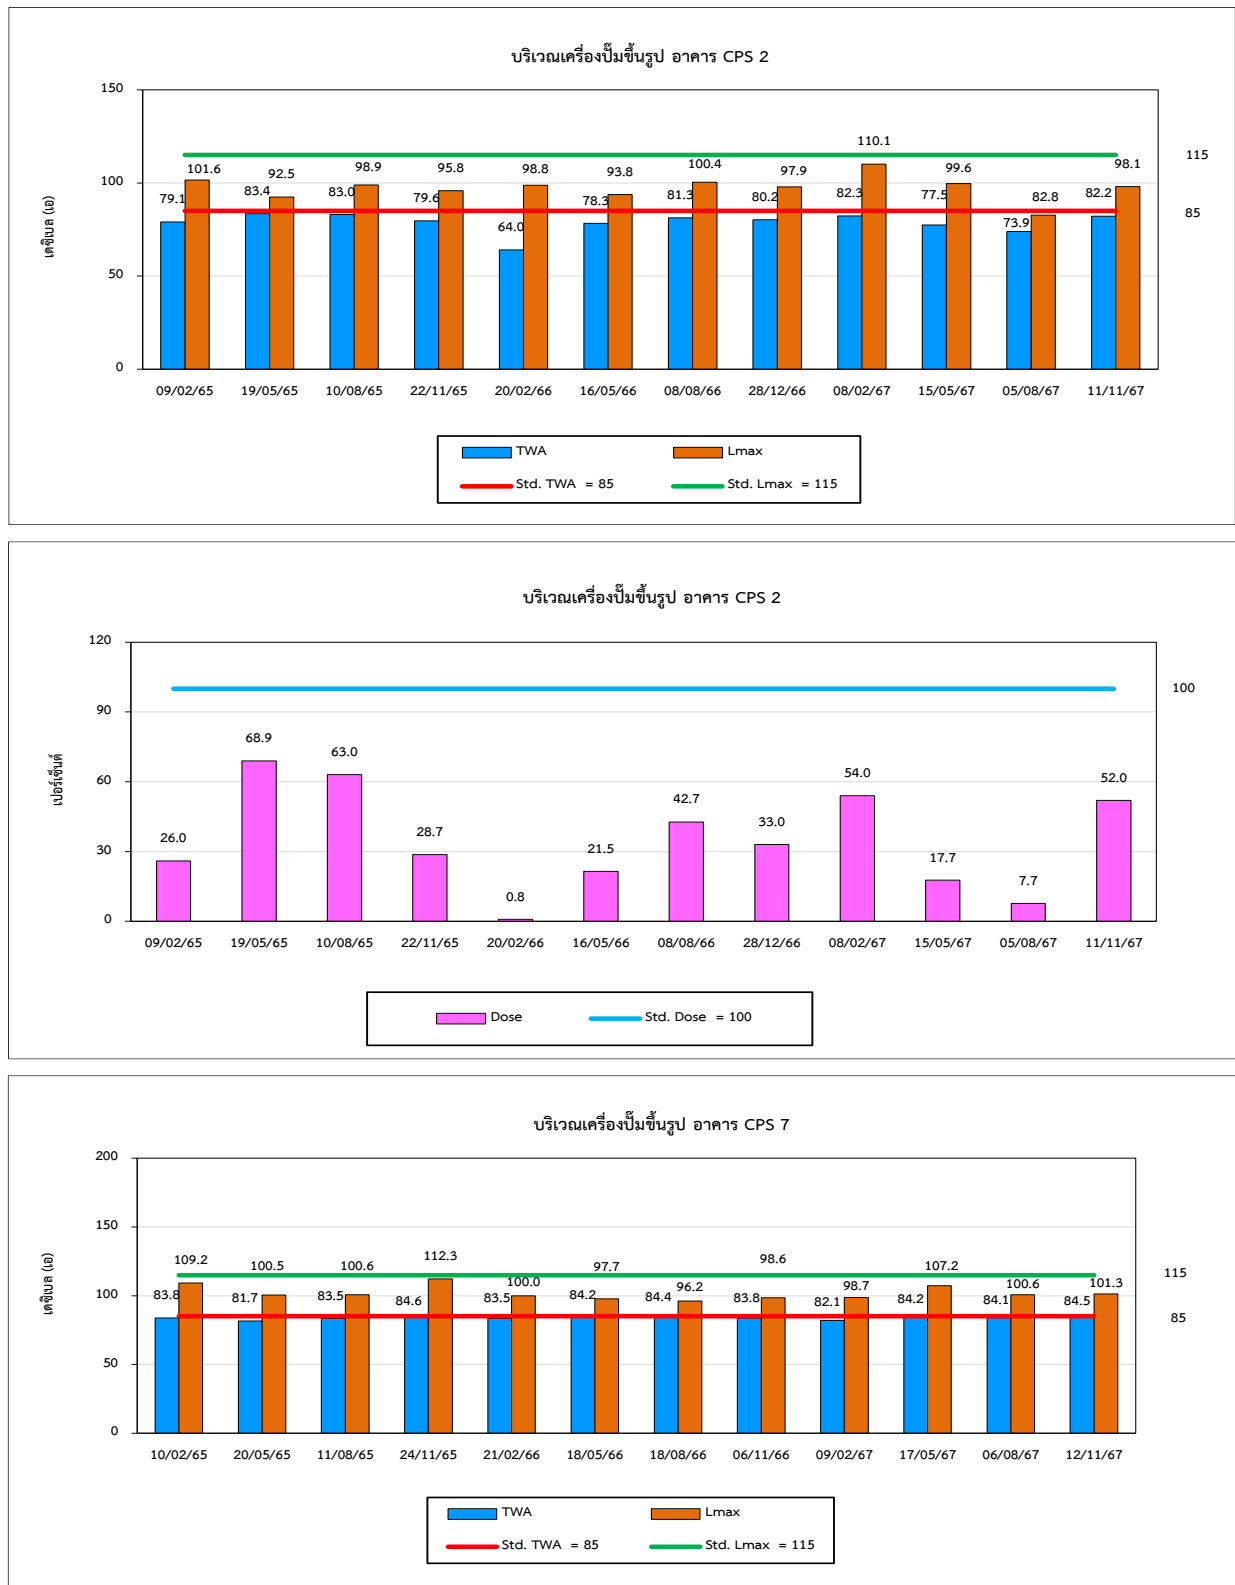 บริเวณเครื่องปั๊มขึ้นรูป อาคาร CPS 2
150
100
50
0
เดซิเบล (เอ)
79.1 101.6 83.4 92.5 83.0 98.9 79.6 95.8 64.0 98.8 78.3 93.8 81.3 100.4 80.2 97.9 82.3 110.1 77.5 99.6 73.9 82.8 82.2 98.1
115
85
09/02/65 19/05/65 10/08/65 22/11/65 20/02/66 16/05/66 08/08/66 28/12/66 08/02/67 15/05/67 05/08/67 11/11/67
TWA Lmax
Std. TWA = 85 Std. Lmax = 115
บริเวณเครื่องปั๊มขึ้นรูป อาคาร CPS 2
120
90
60
30
0
เปอร์เซ็นต์
26.0 68.9 63.0 28.7 0.8 21.5 42.7 33.0 54.0 17.7 7.7 52.0
100
09/02/65 19/05/65 10/08/65 22/11/65 20/02/66 16/05/66 08/08/66 28/12/66 08/02/67 15/05/67 05/08/67 11/11/67
Dose Std. Dose = 100
บริเวณเครื่องปั๊มขึ้นรูป อาคาร CPS 7
200
150
100
50
0
เดซิเบล (เอ)
83.8 109.2 81.7 100.5 83.5 100.6 84.6 112.3 83.5 100.0 84.2 97.7 84.4 96.2 83.8 98.6 82.1 98.7 84.2 107.2 84.1 100.6 84.5 101.3
115
85
10/02/65 20/05/65 11/08/65 24/11/65 21/02/66 18/05/66 18/08/66 06/11/66 09/02/67 17/05/67 06/08/67 12/11/67
TWA Lmax
Std. TWA = 85 Std. Lmax = 115